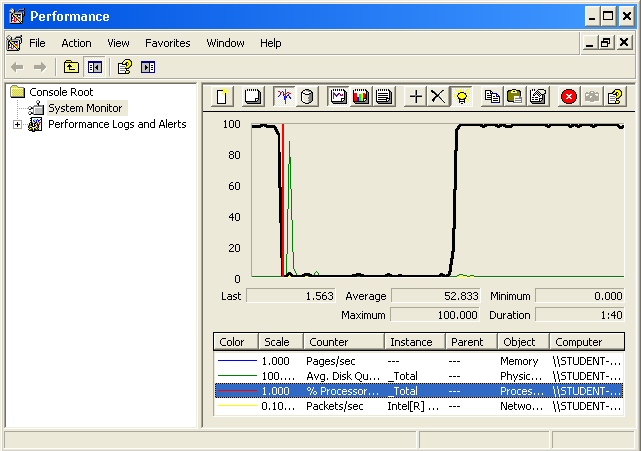 Performance
File Action View Favorites Window Help
Console Root
System Monitor
Performance Logs and Alerts
100
80
60
40
20
0
Last 1.563 Average 52.833 Minimum 0.000
Maximum 100.000 Duration 1:40
Color Scale Counter Instance Parent Object Computer
1.000 Pages/sec --- --- Memory \\STUDENT-...
100.... Avg. Disk Qu... _Total --- Physic... \\STUDENT-...
1.000 % Processor... _Total --- Proces... \\STUDENT-...
0.10... Packets/sec Intel[R] ... --- Netwo... \\STUDENT-...